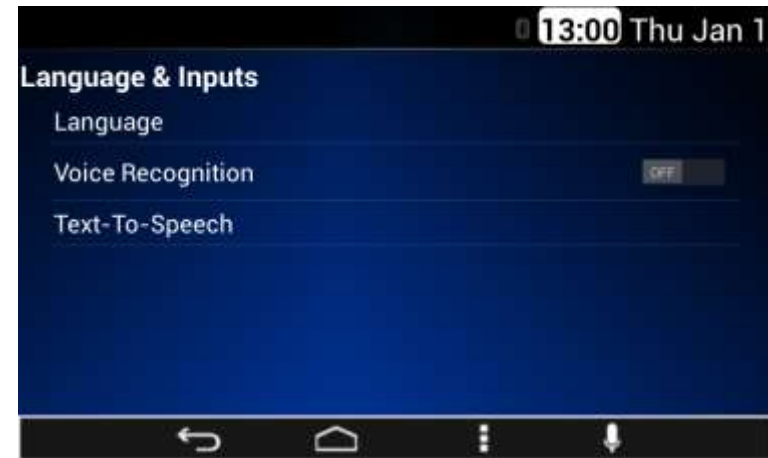 13:00 Thu Jan 1
Language & Inputs
Language
Voice Recognition
OFF
Text-To-Speech